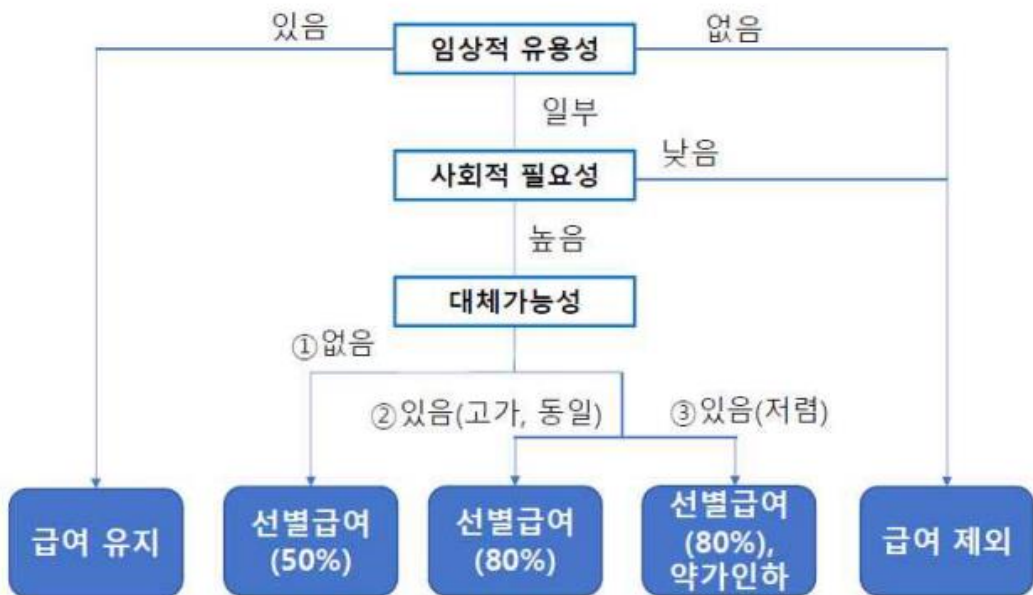 있음
임상적 유용성
없음
일부
사회적 필요성
낮음
높음
대체가능성
①없음
②있음(고가, 동일)
③있음(저렴)
급여 유지
선별급여
(50%)
선별급여
(80%)
선별급여
(80%),
약가인하
급여 제외